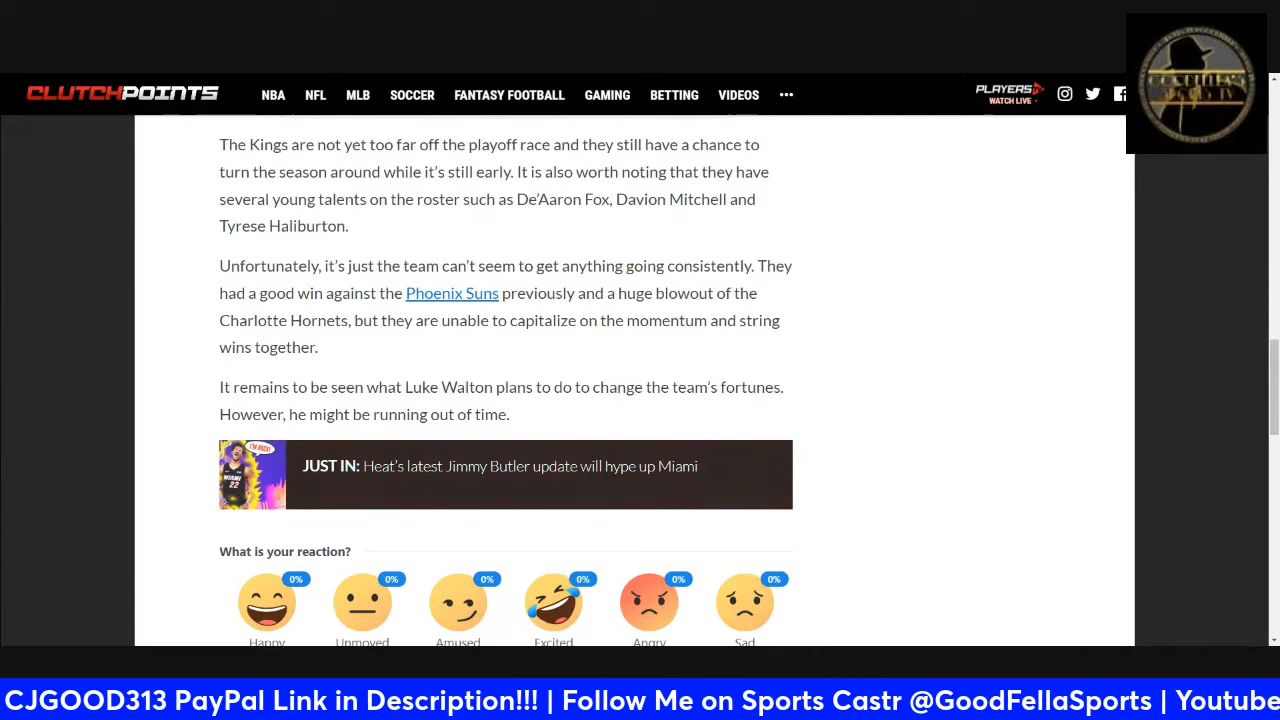 CLUTCHPOINTS NBA NFL MLB SOCCER FANTASY FOOTBALL GAMING BETTING VIDEOS ••• PLAYERS
WATCH LIVE
The Kings are not yet too far off the playoff race and they still have a chance to
turn the season around while it's still early. It is also worth noting that they have
several young talents on the roster such as De'Aaron Fox, Davion Mitchell and
Tyrese Haliburton.
Unfortunately, it's just the team can't seem to get anything going consistently. They
had a good win against the Phoenix Suns previously and a huge blowout of the
Charlotte Hornets, but they are unable to capitalize on the momentum and string
wins together.
It remains to be seen what Luke Walton plans to do to change the team's fortunes.
However, he might be running out of time.
I'M BACK!
MIAMI
22
JUST IN: Heat's latest Jimmy Butler update will hype up Miami
What is your reaction?
0% 0% 0% 0% 0% 0%
Happy Unmoved Amused Excited Angry Sad
CJGOOD313 PayPal Link in Description!!! | Follow Me on Sports Castr @GoodFellaSports | Youtube